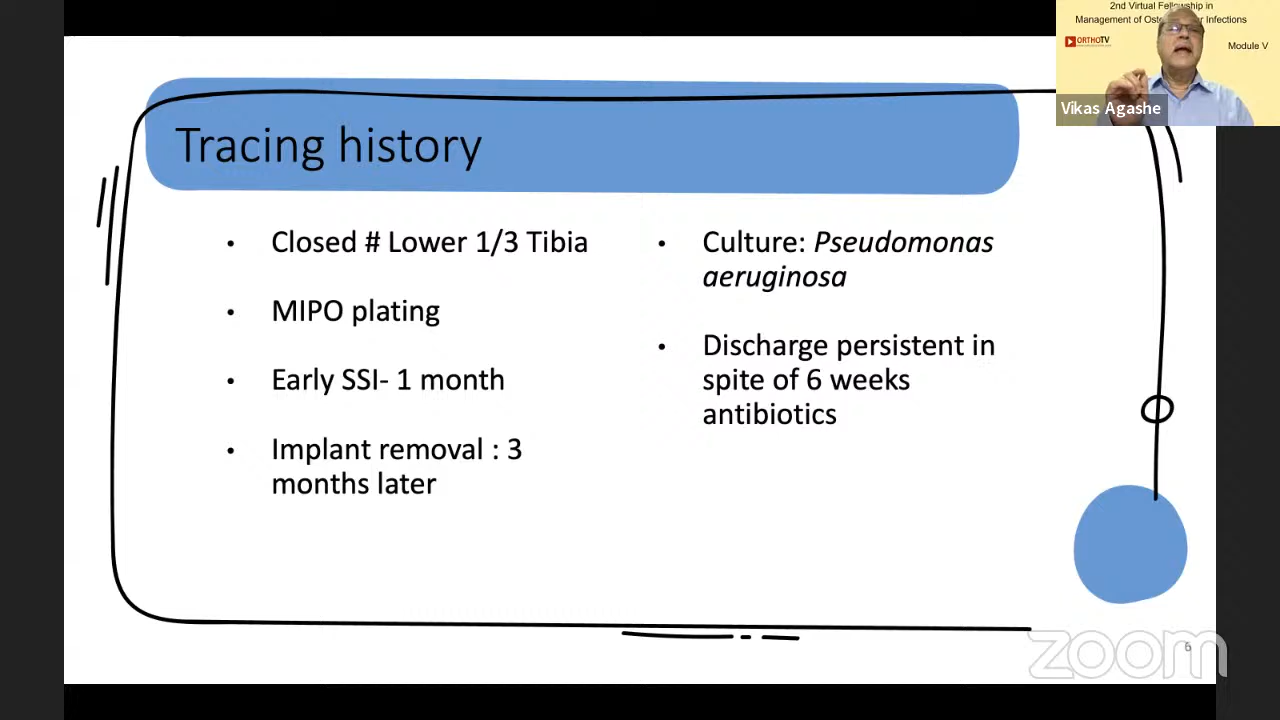 2nd Virtual Fellowship in
Management of Oste r Infections
ORTHOTV
Module V
Vikas Agashe
Tracing history
• Closed # Lower 1/3 Tibia
• MIPO plating
• Early SSI- 1 month
• Implant removal : 3
months later
• Culture: Pseudomonas
aeruginosa
• Discharge persistent in
spite of 6 weeks
antibiotics
zoom
6